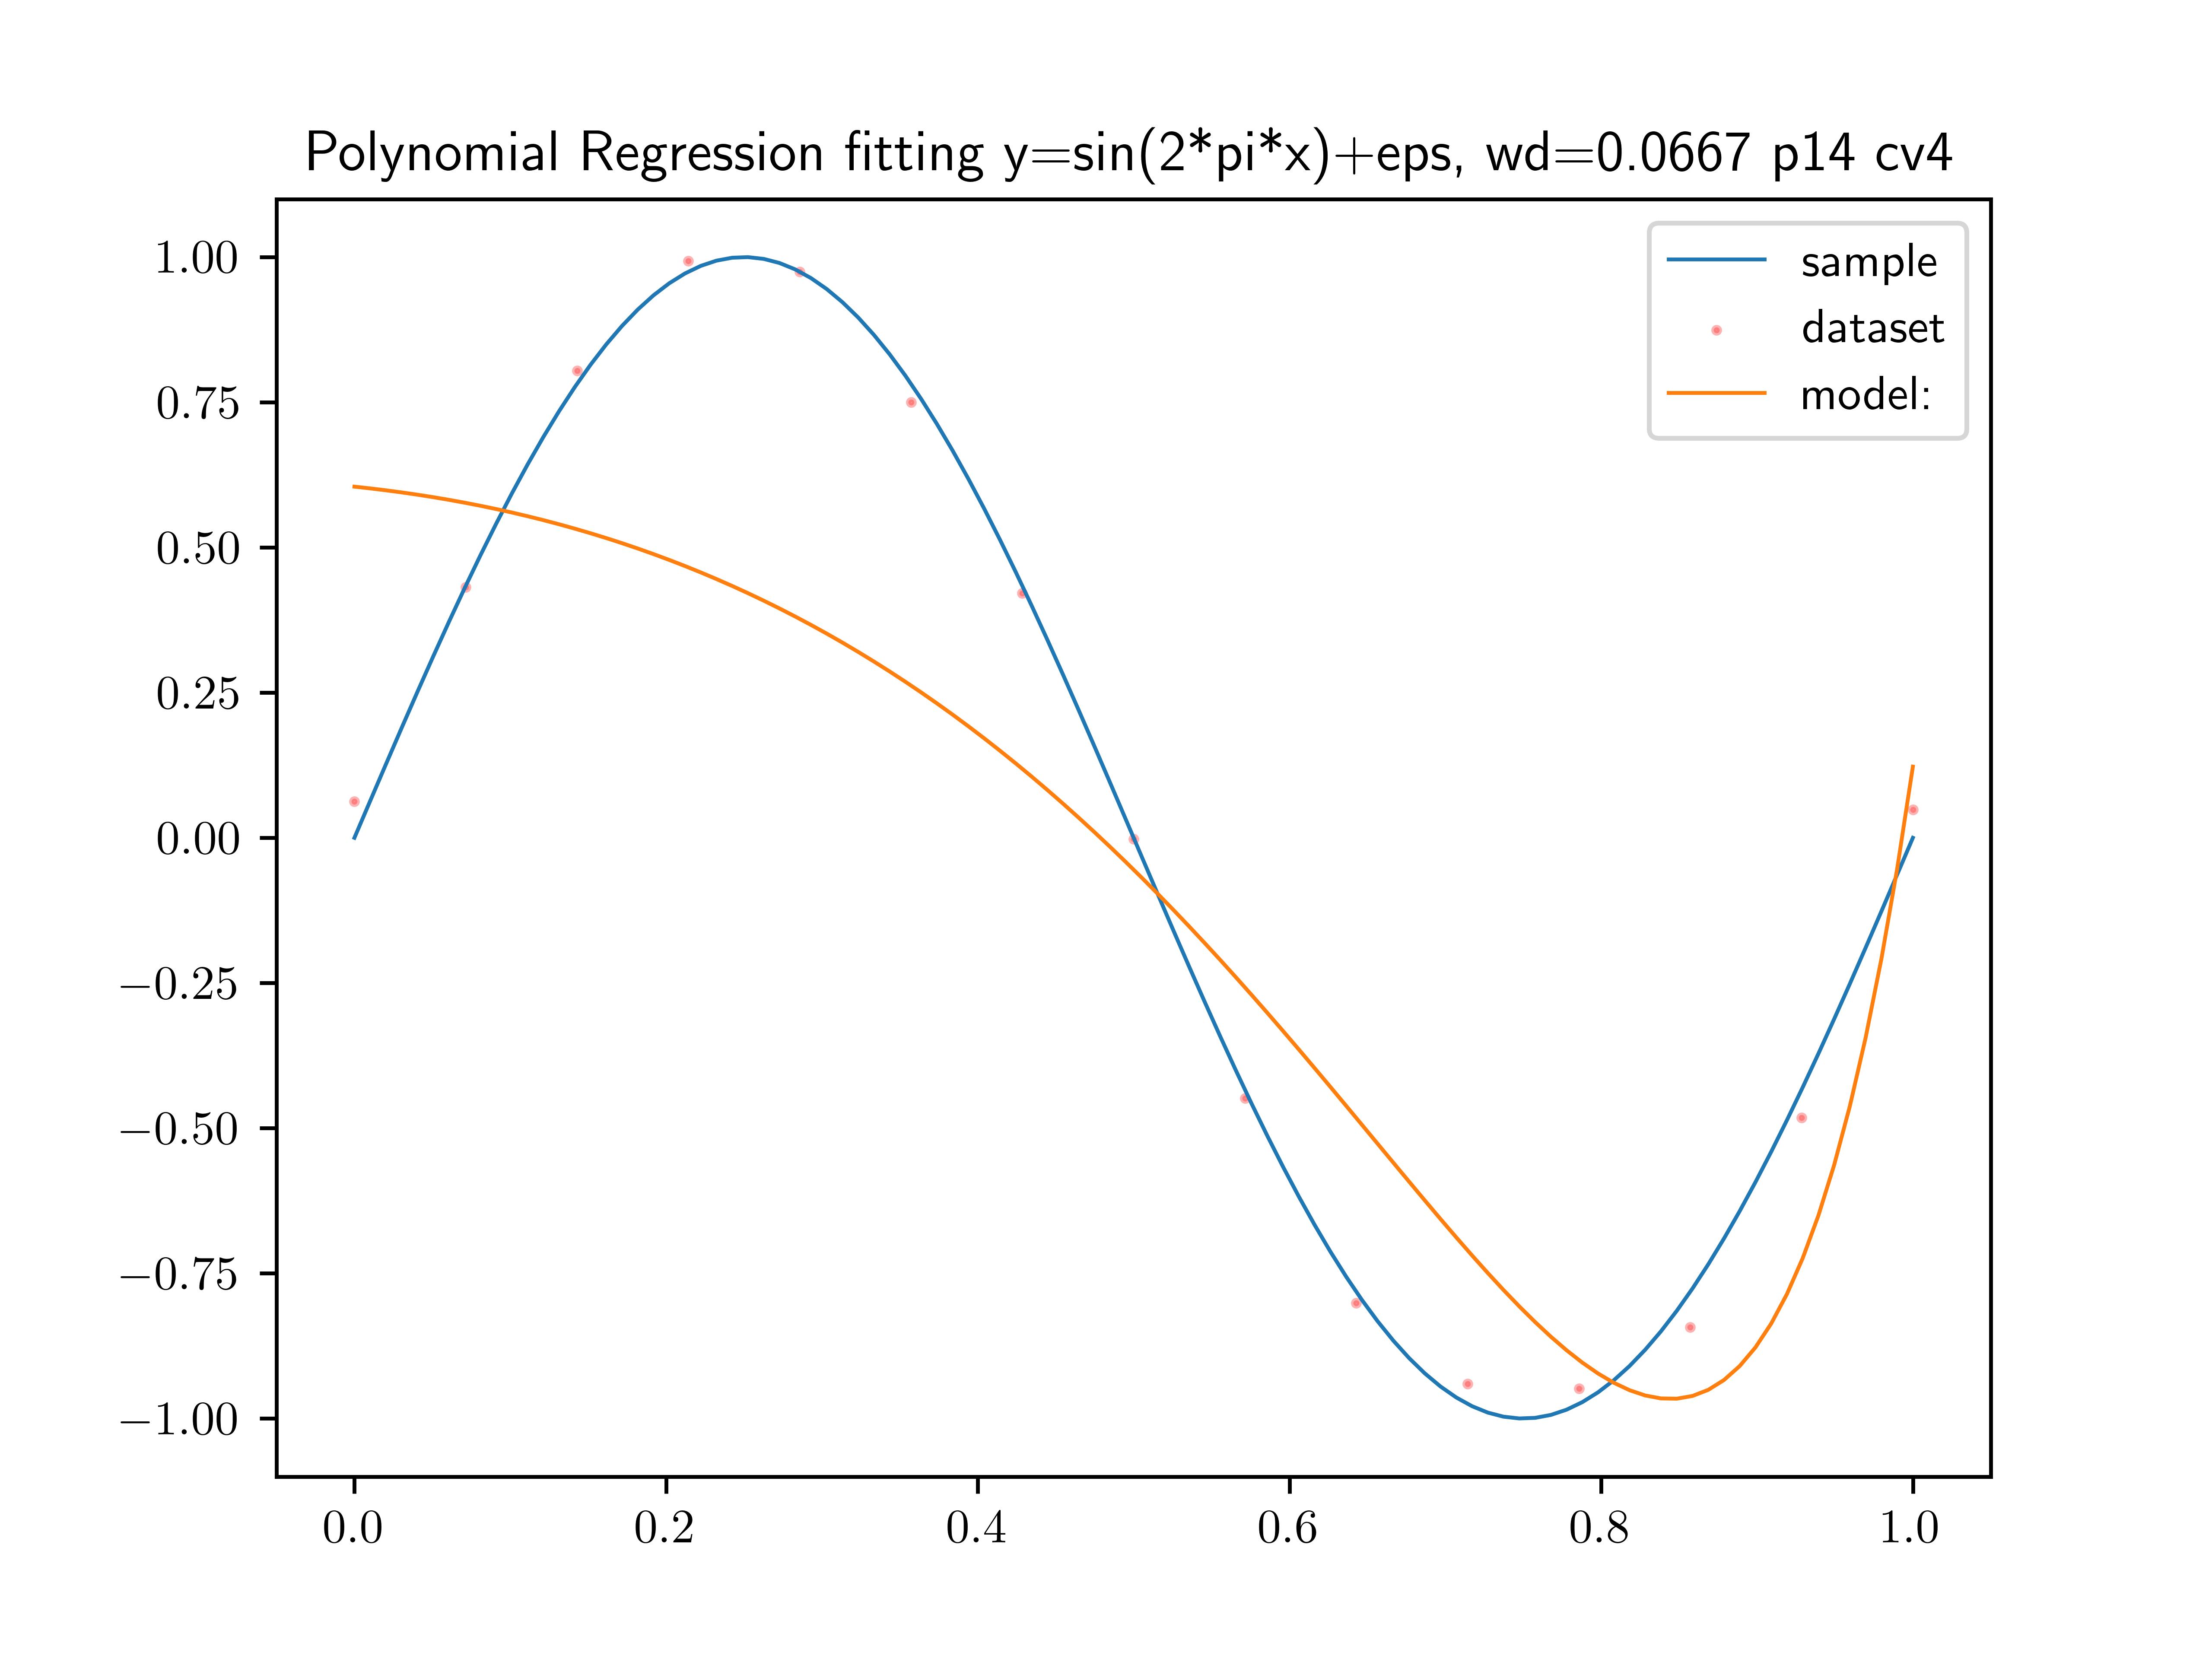 Polynomial Regression fitting y=sin(2*pi*x)+eps, wd=0.0667 p14 cv4
sample
dataset
model:
1.00
0.75
0.50
0.25
0.00
−0.25
−0.50
−0.75
−1.00
0.0 0.2 0.4 0.6 0.8 1.0